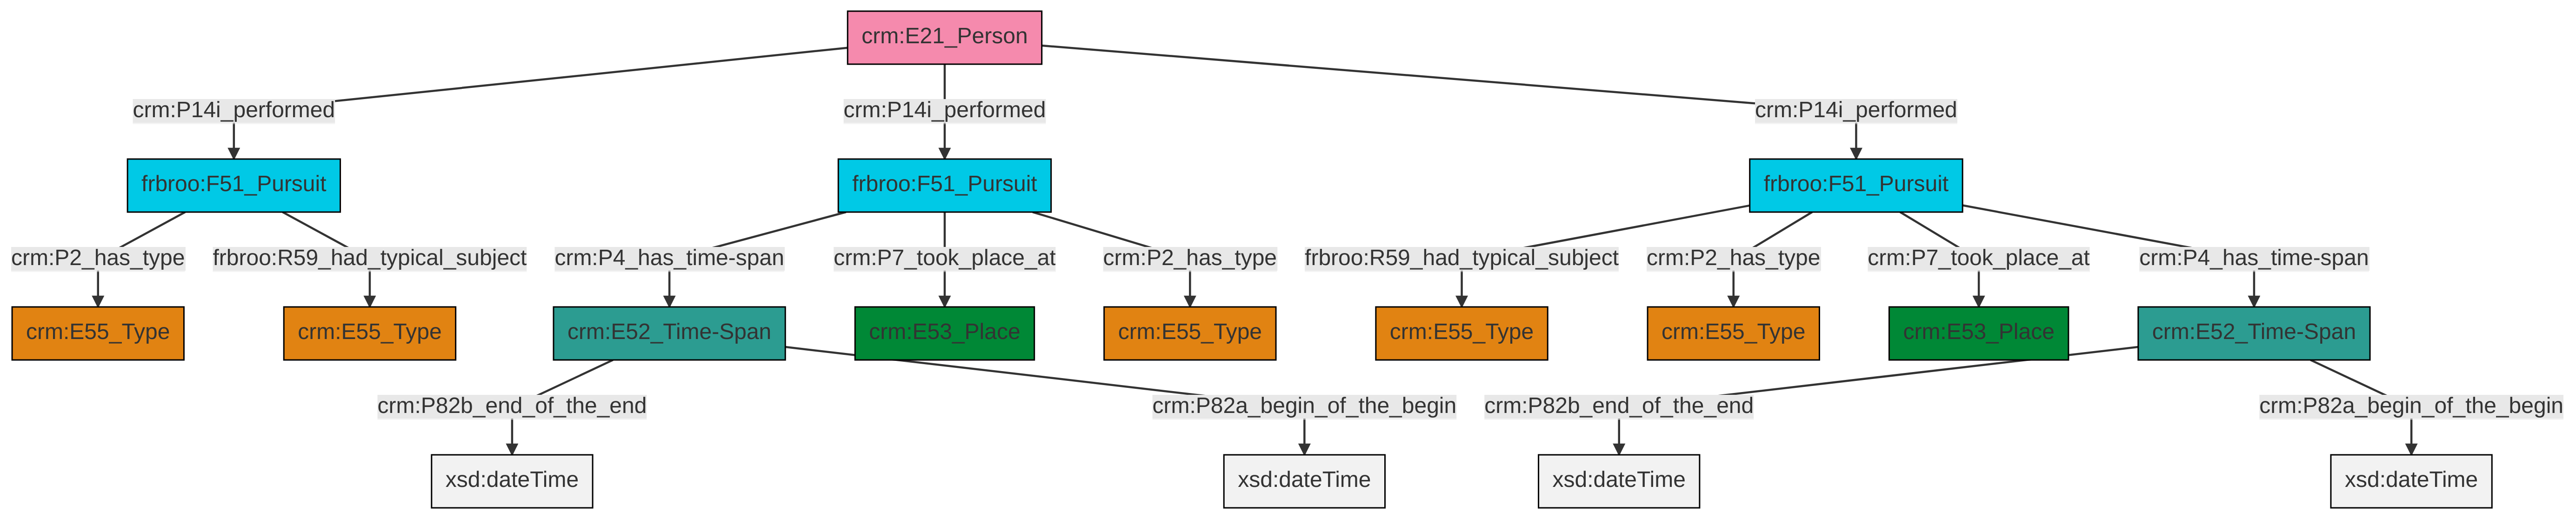 crm:E21_Person
crm:P14i_performed
crm:P14i_performed
crm:P14i_performed
frbroo:F51_Pursuit
frbroo:F51_Pursuit
frbroo:F51_Pursuit
crm:P2_has_type
frbroo:R59_had_typical_subject
crm:P4_has_time-span
crm:P7_took_place_at
crm:P2_has_type
frbroo:R59_had_typical_subject
crm:P2_has_type
crm:P7_took_place_at
crm:P4_has_time-span
crm:E55_Type
crm:E55_Type
crm:E52_Time-Span
crm:E53_Place
crm:E55_Type
crm:E55_Type
crm:E55_Type
crm:E53_Place
crm:E52_Time-Span
crm:P82b_end_of_the_end
crm:P82a_begin_of_the_begin
crm:P82b_end_of_the_end
crm:P82a_begin_of_the_begin
xsd:dateTime
xsd:dateTime
xsd:dateTime
xsd:dateTime